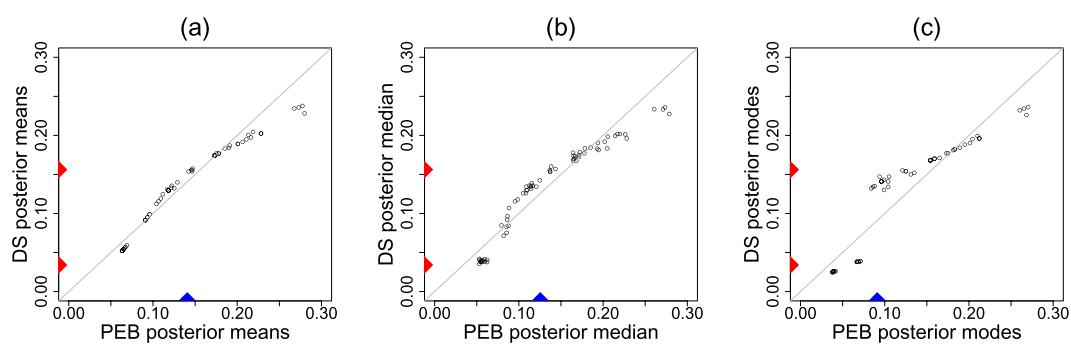 (a)
DS posterior means
0.00 0.10 0.20 0.30
0.00 0.10 0.20 0.30
PEB posterior means
(b)
DS posterior median
0.00 0.10 0.20 0.30
0.00 0.10 0.20 0.30
PEB posterior median
(c)
DS posterior modes
0.00 0.10 0.20 0.30
0.00 0.10 0.20 0.30
PEB posterior modes